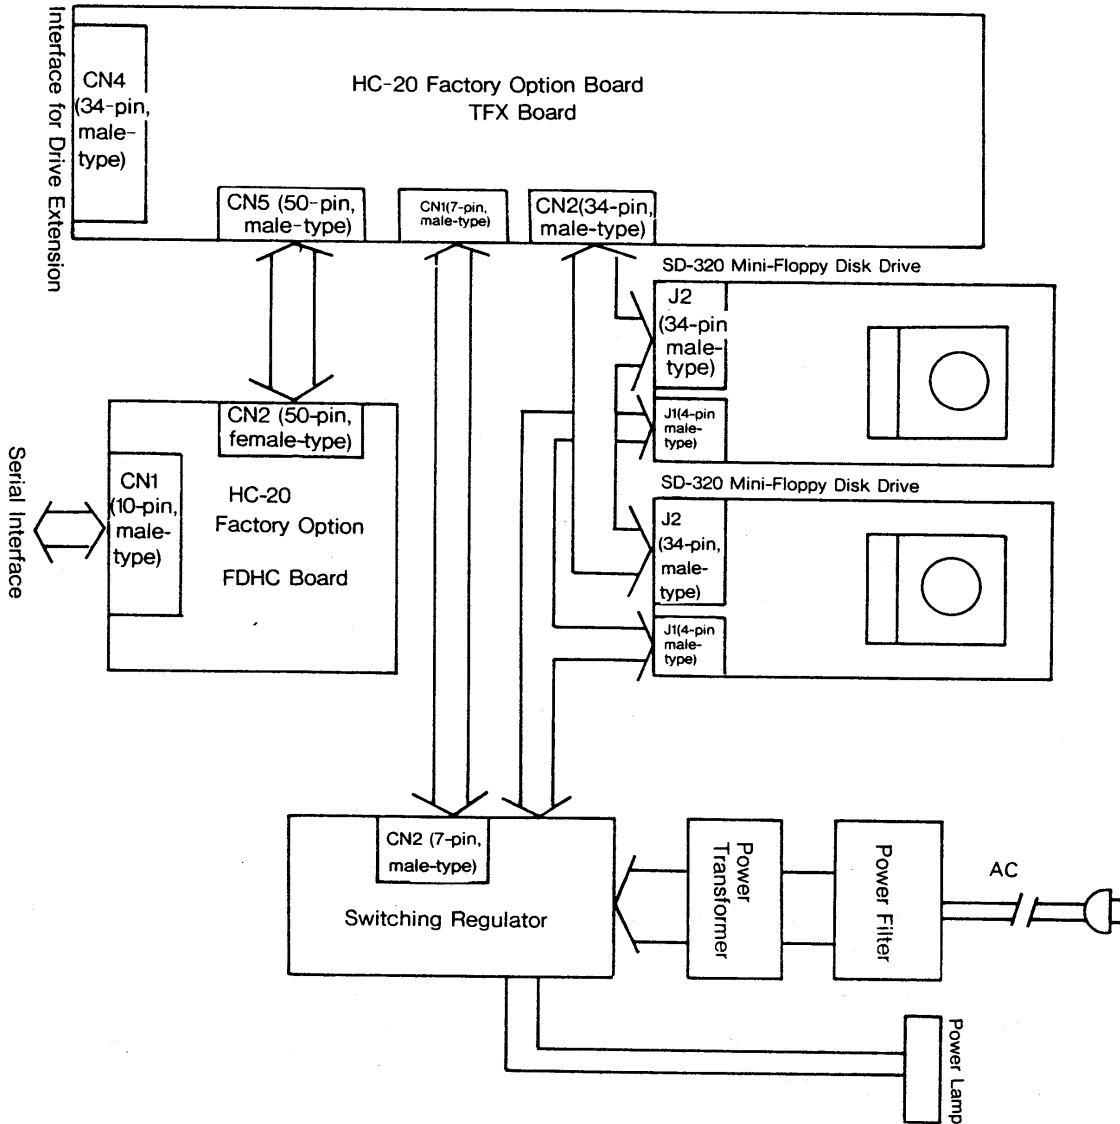 Interface for Drive Extension
CN4
(34-pin,
male-
type)
HC-20 Factory Option Board
TFX Board
CN5 (50-pin,
male-type)
CN1(7-pin,
male-type)
CN2(34-pin,
male-type)
SD-320 Mini-Floppy Disk Drive
J2
(34-pin
male-
type)
J1(4-pin
male-
type)
SD-320 Mini-Floppy Disk Drive
J2
(34-pin,
male-
type)
J1(4-pin
male-
type)
CN2 (50-pin,
female-type)
Serial Interface
CN1
(10-pin,
male-
type)
HC-20
Factory Option
FDHC Board
CN2 (7-pin,
male-type)
Switching Regulator
Power
Transformer
Power Filter
AC
Power Lamp